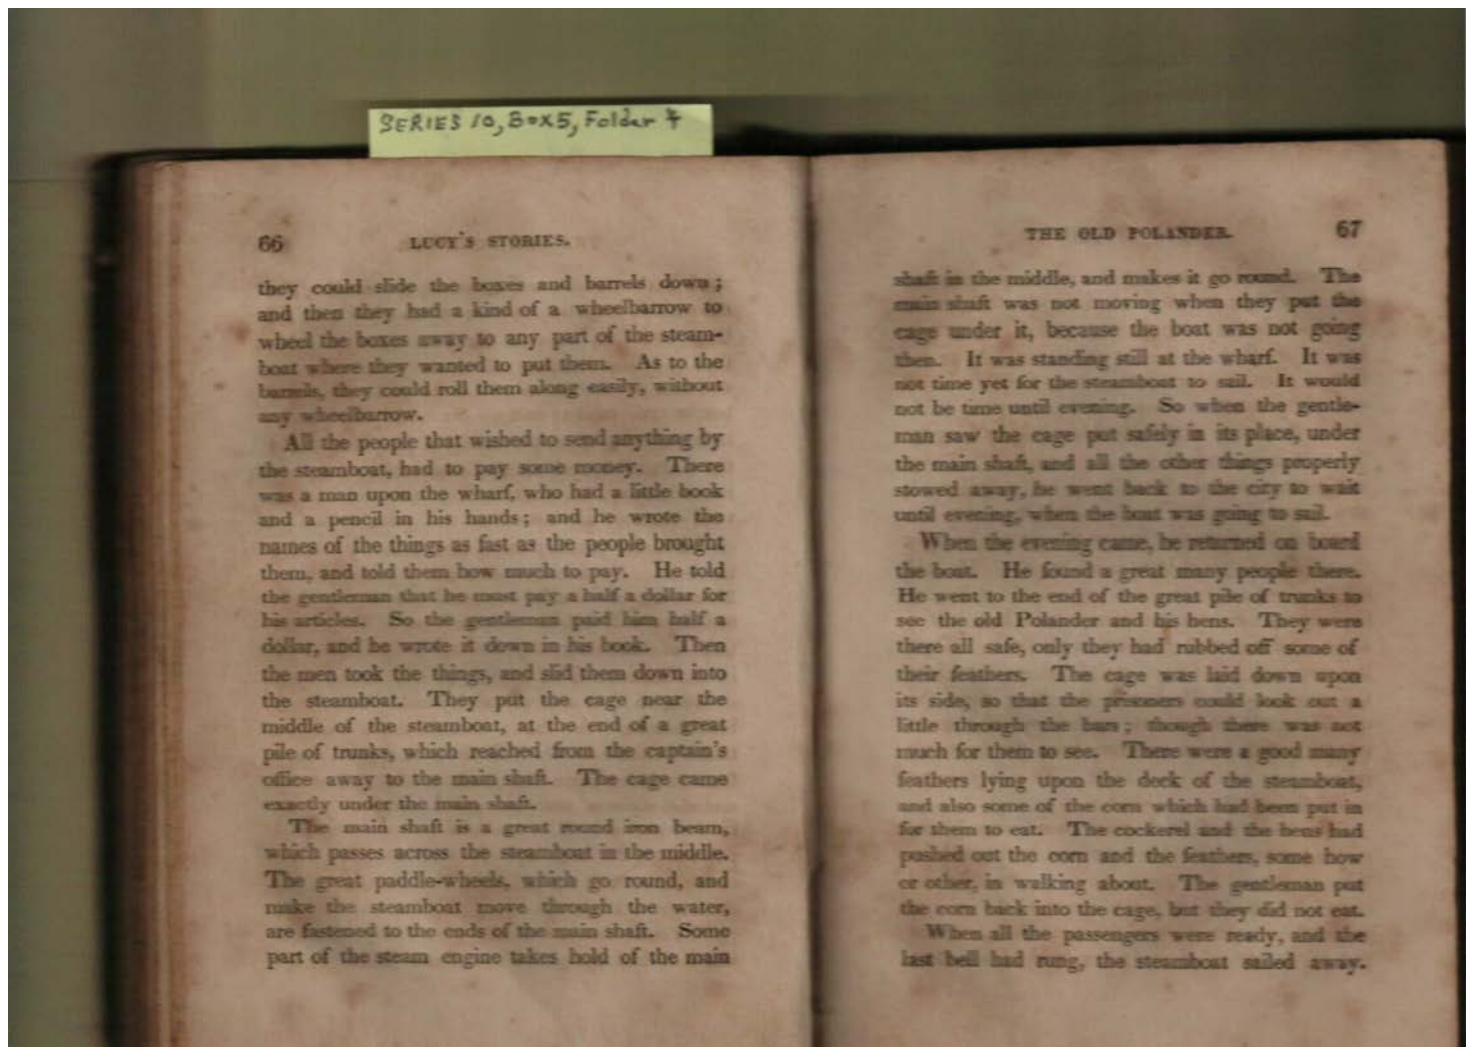 SERIES 10, Box 5, Folder 7
66 LUCY'S STORIES.
they could slide the boxes and barrels down;
and then they had a kind of a wheelbarrow to
wheel the boxes away to any part of the steam-
boat where they wanted to put them. As to the
barrels, they could roll them along easily, without
any wheelbarrow.
All the people that wished to send anything by
the steamboat, had to pay some money. There
was a man upon the wharf, who had a little book
and a pencil in his hands; and he wrote the
names of the things as fast as the people brought
them, and told them how much to pay. He told
the gentleman that he must pay a half a dollar for
his articles. So the gentleman paid him half a
dollar, and he wrote it down in his book. Then
the men took the things, and slid them down into
the steamboat. They put the cage near the
middle of the steamboat, at the end of a great
pile of trunks, which reached from the captain's
office away to the main shaft. The cage came
exactly under the main shaft.
The main shaft is a great round iron beam,
which passes across the steamboat in the middle.
The great paddle-wheels, which go round, and
make the steamboat move through the water,
are fastened to the ends of the main shaft. Some
part of the steam engine takes hold of the main
THE OLD POLANDER. 67
shaft in the middle, and makes it go round. The
main shaft was not moving when they put the
cage under it, because the boat was not going
then. It was standing still at the wharf. It was
not time yet for the steamboat to sail. It would
not be time until evening. So when the gentle-
man saw the cage put safely in its place, under
the main shaft, and all the other things properly
stowed away, he went back to the city to wait
until evening, when the boat was going to sail.
When the evening came, he returned on board
the boat. He found a great many people there.
He went to the end of the great pile of trunks to
see the old Polander and his hens. They were
there all safe, only they had rubbed off some of
their feathers. The cage was laid down upon
its side, so that the prisoners could look out a
little through the bars; though there was not
much for them to see. There were a good many
feathers lying upon the deck of the steamboat,
and also some of the corn which had been put in
for them to eat. The cockerel and the hens had
pushed out the corn and the feathers, some how
or other, in walking about. The gentleman put
the corn back into the cage, but they did not eat.
When all the passengers were ready, and the
last bell had rung, the steamboat sailed away.